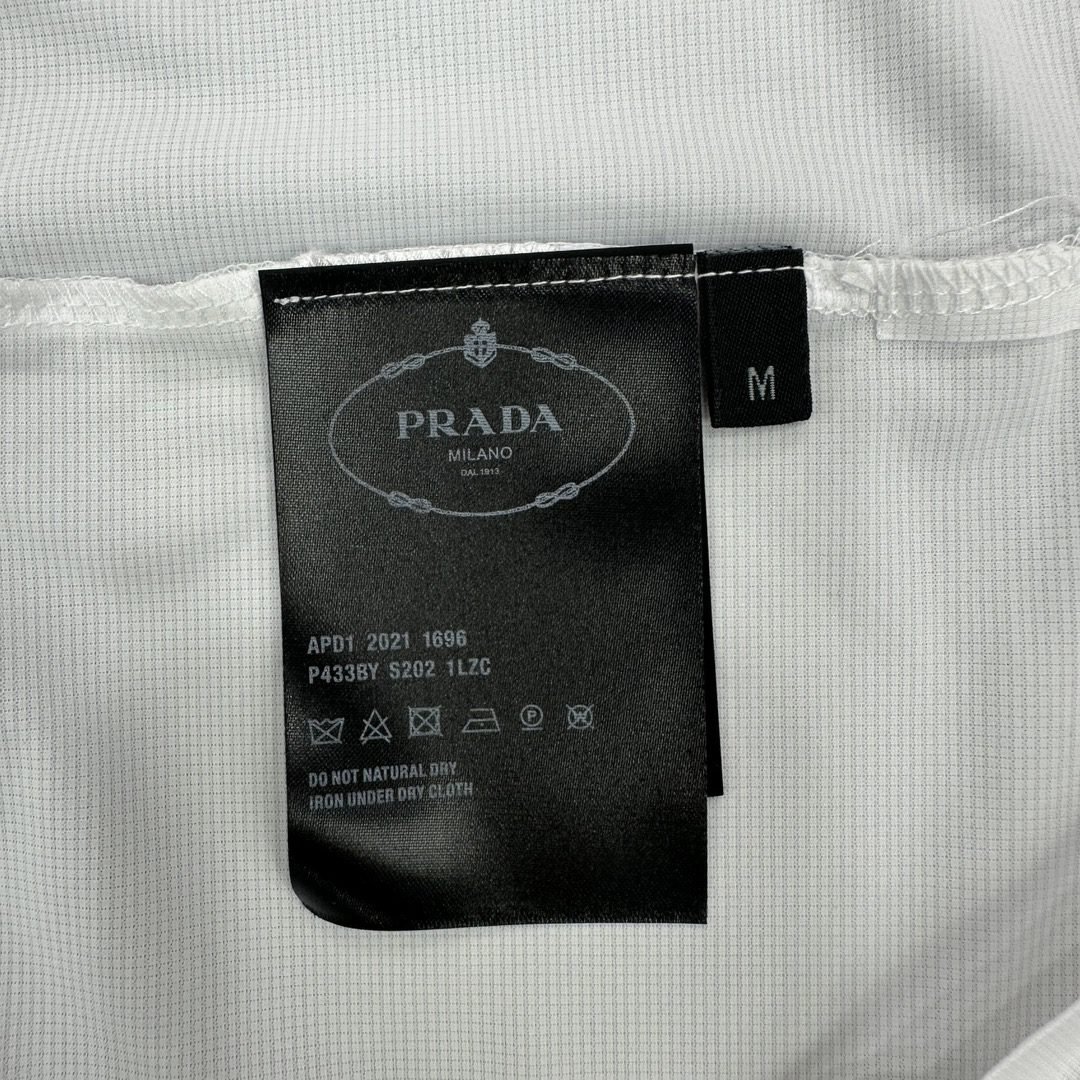 PRADA
MILANO
DAL 1913
M
APD1 2021 1696
P433BY S202 1LZC
P
W
DO NOT NATURAL DRY
IRON UNDER DRY CLOTH